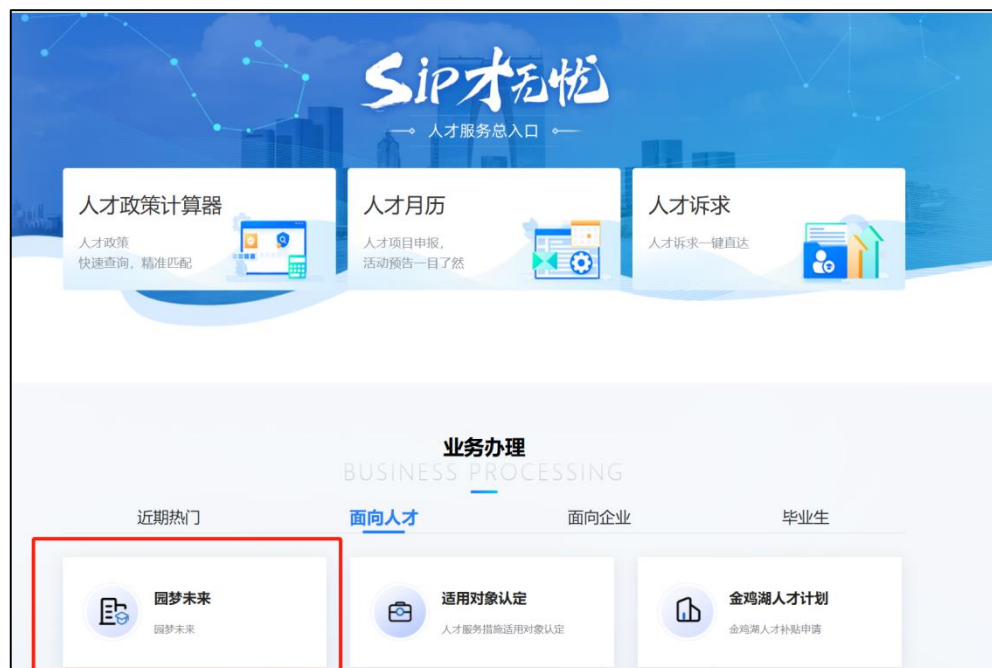 Sip才无忧
人才服务总入口
人才政策计算器
人才政策
快速查询，精准匹配
人才月历
人才项目申报，
活动预告一目了然
人才诉求
人才诉求一键直达
业务办理
BUSINESS PROCESSING
近期热门
面向人才
面向企业
毕业生
园梦未来
园梦未来
适用对象认定
人才服务措施适用对象认定
金鸡湖人才计划
金鸡湖人才补贴申请